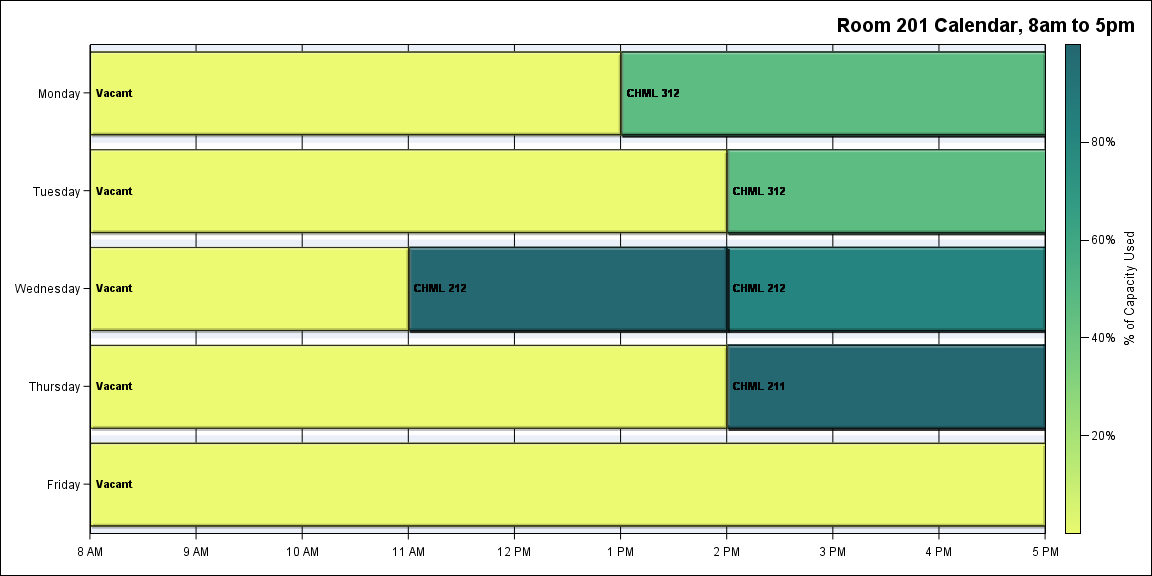 Room 201 Calendar, 8am to 5pm
Monday
Vacant
CHML 312
Tuesday
Vacant
CHML 312
Wednesday
Vacant
CHML 212
CHML 212
Thursday
Vacant
CHML 211
Friday
Vacant
8 AM
9 AM
10 AM
11 AM
12 PM
1 PM
2 PM
3 PM
4 PM
5 PM
80%
60%
40%
20%
% of Capacity Used